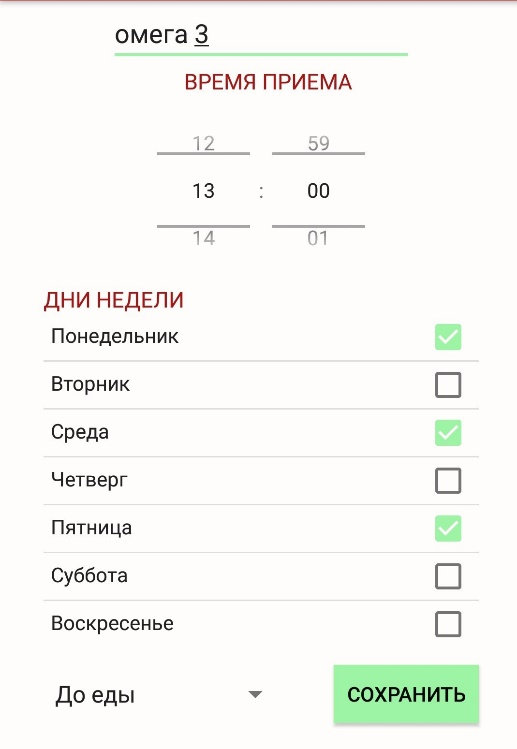 омега 3
ВРЕМЯ ПРИЕМА
12 59
13 : 00
14 01
ДНИ НЕДЕЛИ
Понедельник
Вторник
Среда
Четверг
Пятница
Суббота
Воскресенье
До еды СОХРАНИТЬ